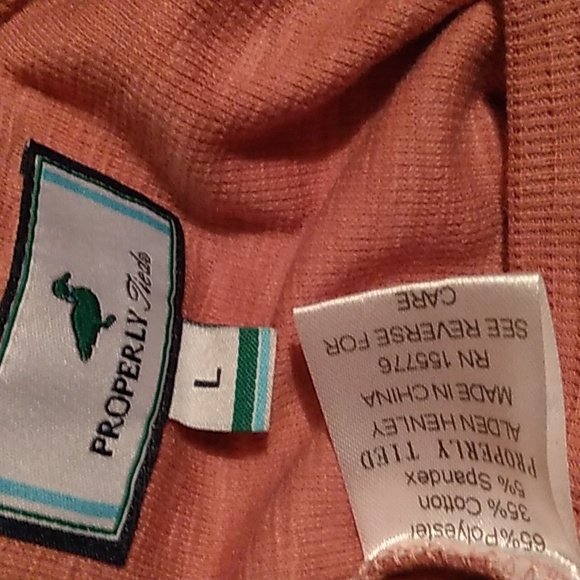 PROPERLY Tied
L
65%Polyester
35% Cotton
5% Spandex
PROPERLY TIED
ALDEN HENLEY
MADE IN CHINA
RN 155776
SEE REVERSE FOR
CARE